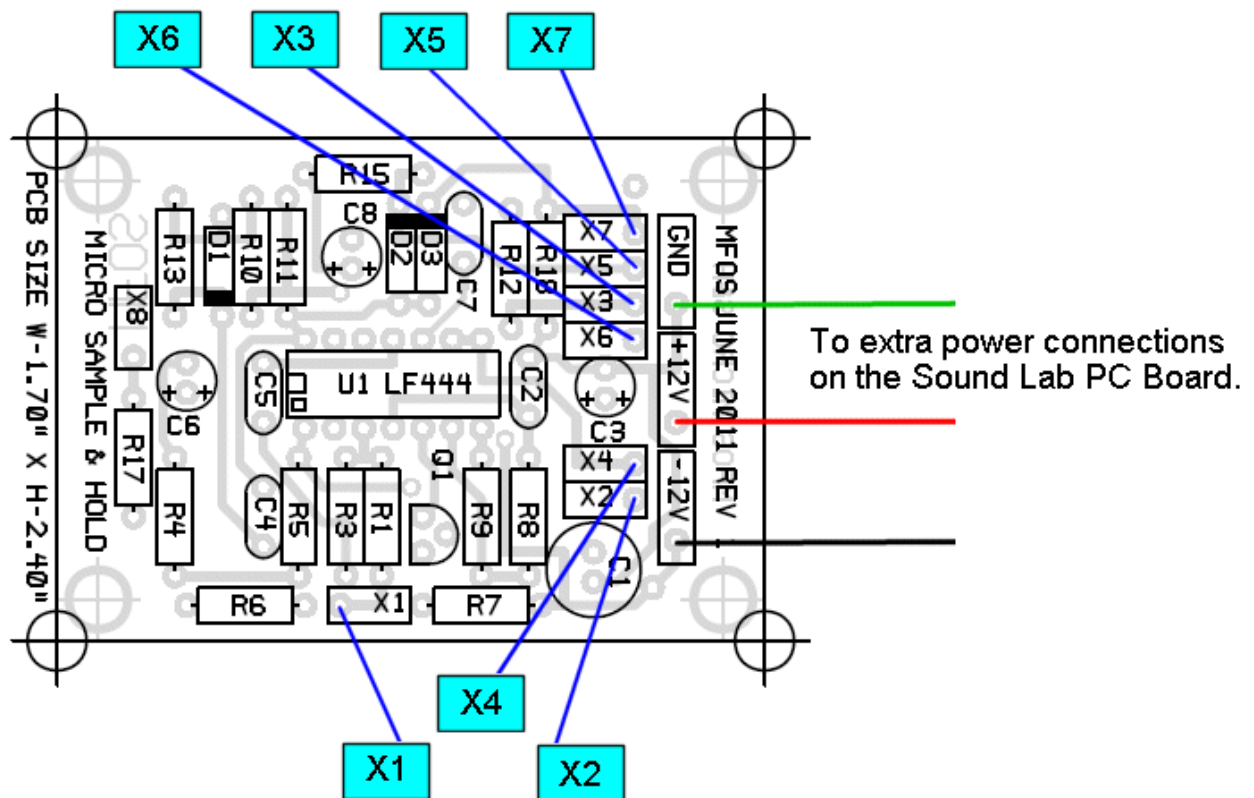 X6 X3 X5 X7
R15
C8
R13
D1
R10
R11
D2
D3
C7
R12
X7
X5
X3
X6
GND
+12V
-12V
MFOS JUNE 2011 REV
PCB SIZE W-1.70" X H-2.40"
MICRO SAMPLE & HOLD
X8
C6
C5
U1 LF444
C2
C3
To extra power connections
on the Sound Lab PC Board.
R17
R4
C4
R5
R3
R1
Q1
R9
R8
X4
X2
C1
R6
X1
R7
X4
X1
X2